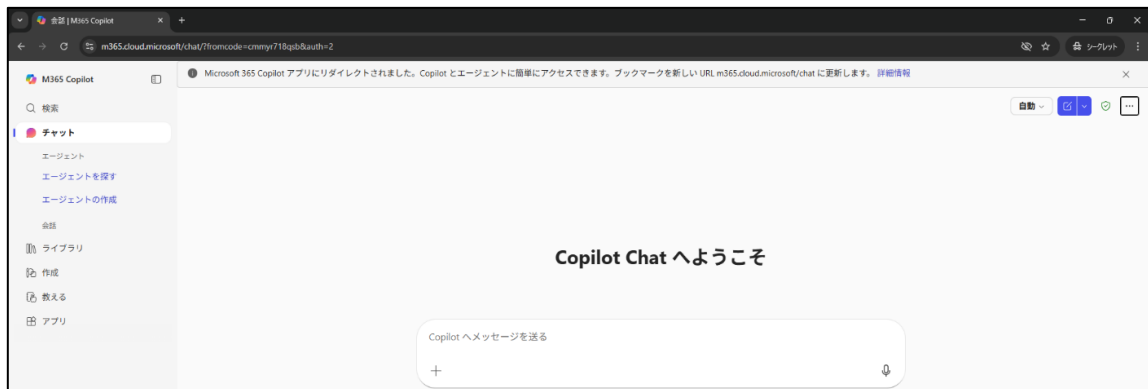 会話 | M365 Copilot
m365.cloud.microsoft/chat/?fromcode=cmmyr718qsb&auth=2
シークレット
M365 Copilot
Microsoft 365 Copilot アプリにリダイレクトされました。Copilot とエージェントに簡単にアクセスできます。ブックマークを新しい URL m365.cloud.microsoft/chat に更新します。 詳細情報
検索
自動
チャット
エージェント
エージェントを探す
エージェントの作成
会話
ライブラリ
作成
教える
アプリ
Copilot Chat へようこそ
Copilot へメッセージを送る